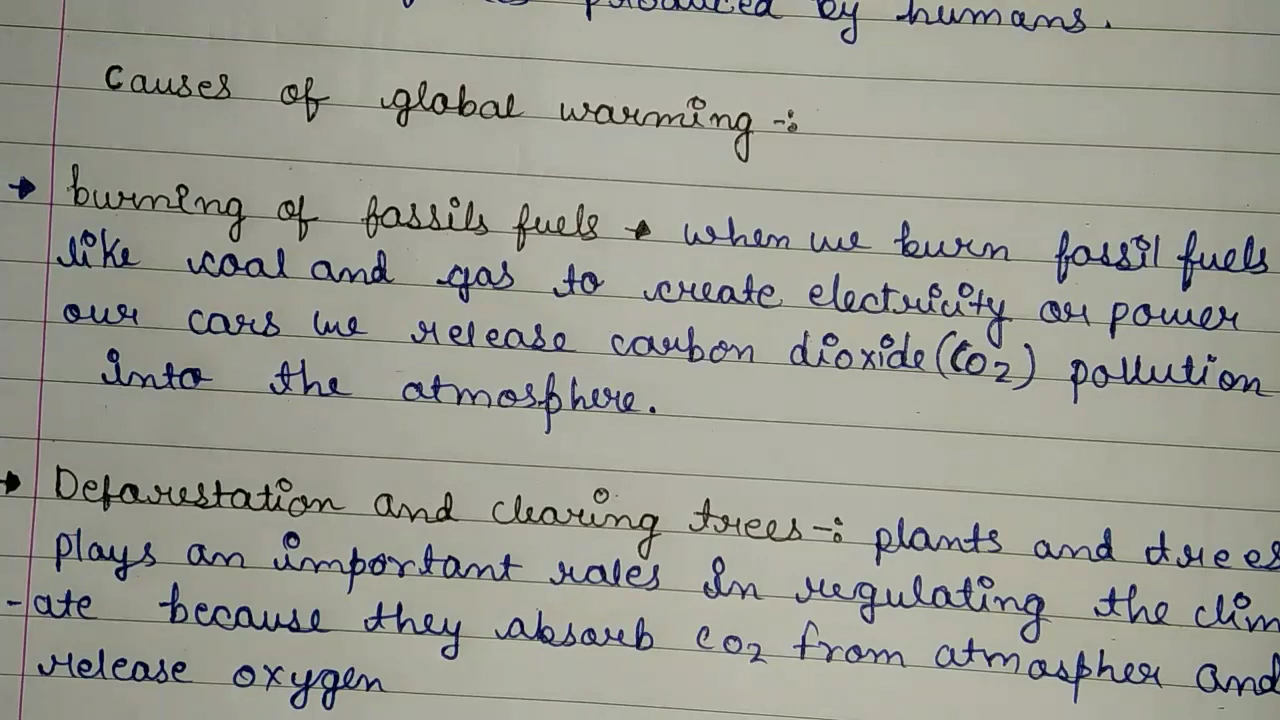 produced by humans.
Causes of global warming -:
→ burning of fassils fuels → when we burn fossil fuels
like coal and gas to create electricity or power
our cars we release carbon dioxide (CO2) pollution
into the atmosphere.
→ Deforestation and clearing trees -: plants and trees
plays an important roles in regulating the clim
-ate because they absorb CO2 from atmospher and
release oxygen